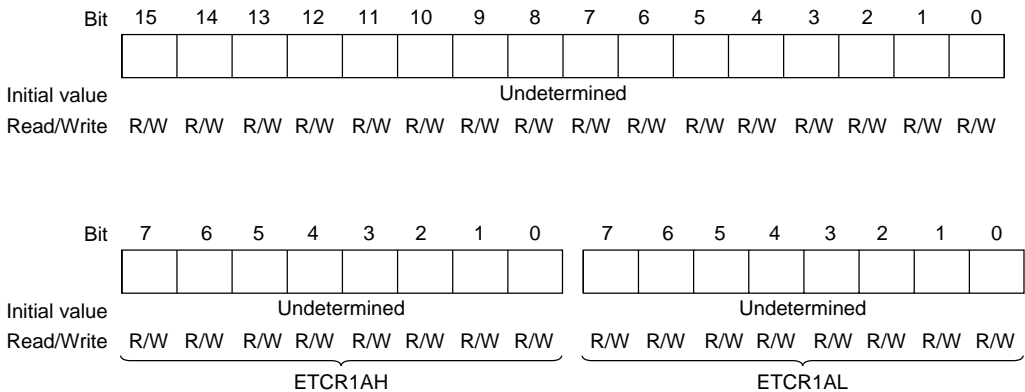 Bit 15 14 13 12 11 10 9 8 7 6 5 4 3 2 1 0
Initial value Undetermined
Read/Write R/W R/W R/W R/W R/W R/W R/W R/W R/W R/W R/W R/W R/W R/W R/W R/W
Bit 7 6 5 4 3 2 1 0 7 6 5 4 3 2 1 0
Initial value Undetermined Undetermined
Read/Write R/W R/W R/W R/W R/W R/W R/W R/W R/W R/W R/W R/W R/W R/W R/W R/W
ETCR1AH ETCR1AL